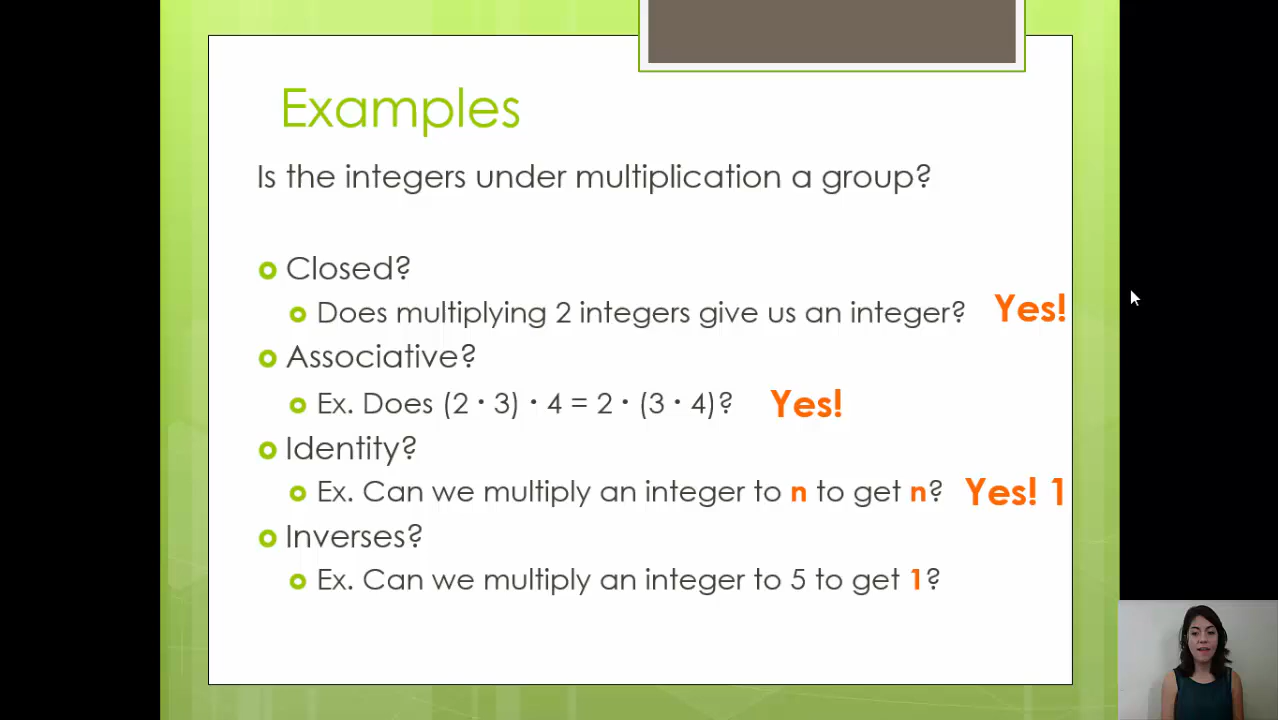 Examples
Is the integers under multiplication a group?
Closed?
Does multiplying 2 integers give us an integer? Yes!
Associative?
Ex. Does (2 · 3) · 4 = 2 · (3 · 4)? Yes!
Identity?
Ex. Can we multiply an integer to n to get n? Yes! 1
Inverses?
Ex. Can we multiply an integer to 5 to get 1?